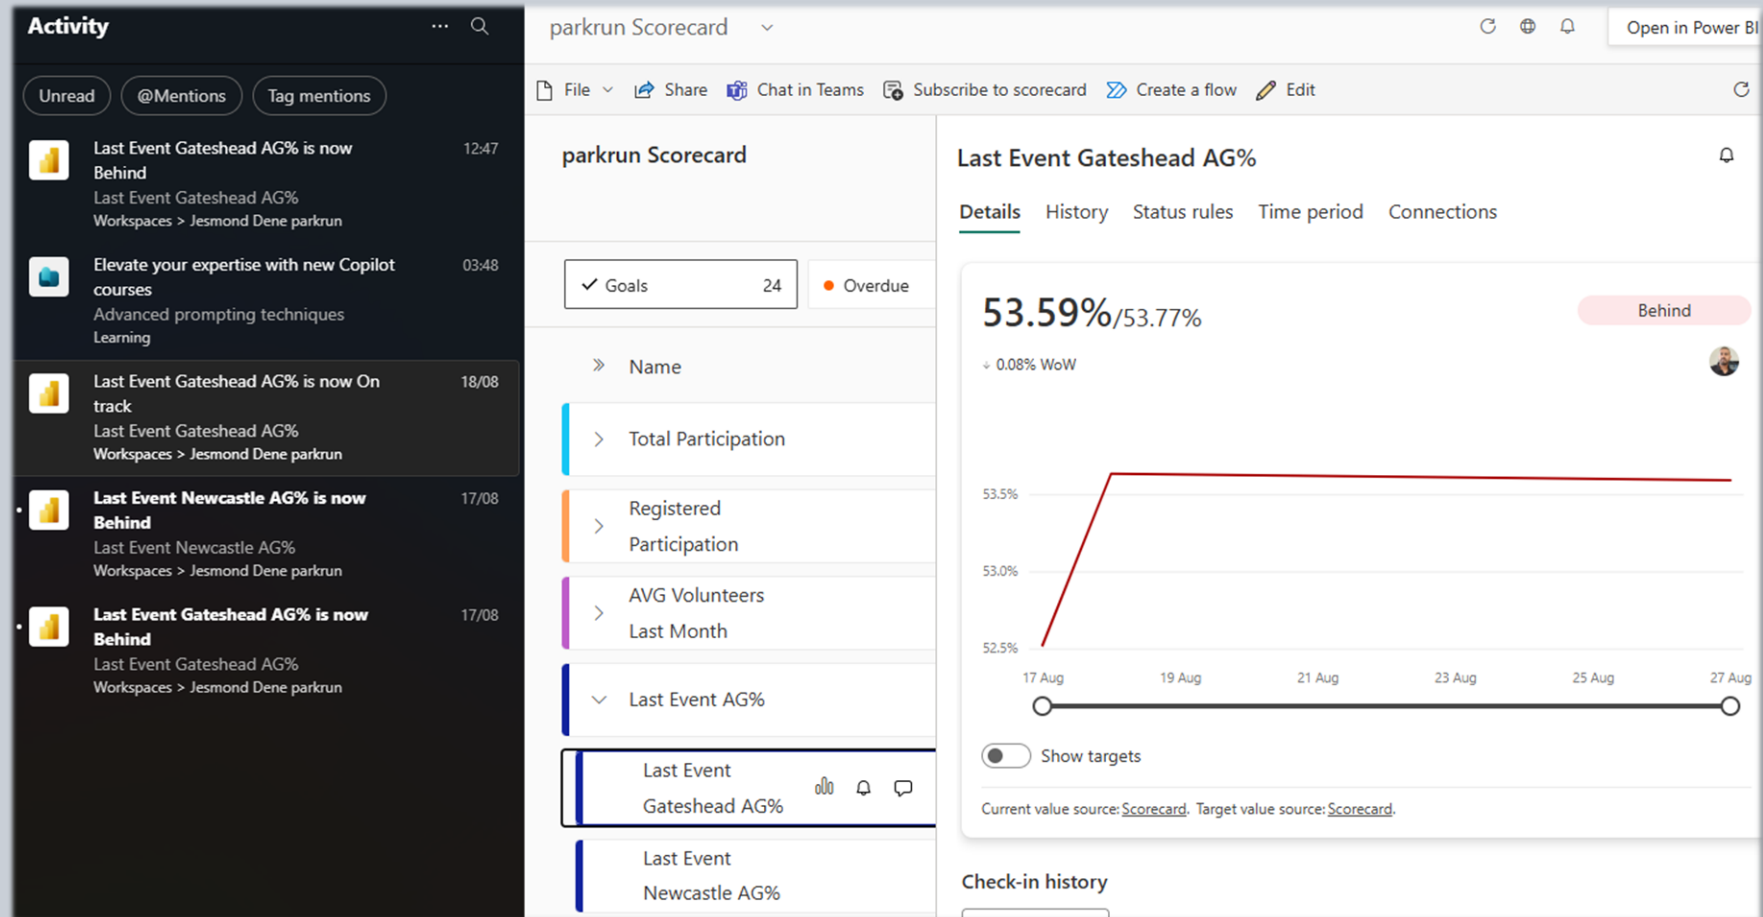 Activity
Unread
@Mentions
Tag mentions
Last Event Gateshead AG% is now
Behind
12:47
Last Event Gateshead AG%
Workspaces > Jesmond Dene parkrun
Elevate your expertise with new Copilot
courses
03:48
Advanced prompting techniques
Learning
Last Event Gateshead AG% is now On
track
18/08
Last Event Gateshead AG%
Workspaces > Jesmond Dene parkrun
Last Event Newcastle AG% is now
Behind
17/08
Last Event Newcastle AG%
Workspaces > Jesmond Dene parkrun
Last Event Gateshead AG% is now
Behind
17/08
Last Event Gateshead AG%
Workspaces > Jesmond Dene parkrun
parkrun Scorecard
Open in Power BI
File
Share
Chat in Teams
Subscribe to scorecard
Create a flow
Edit
parkrun Scorecard
Goals
24
Overdue
Name
Total Participation
Registered
Participation
AVG Volunteers
Last Month
Last Event AG%
Last Event
Gateshead AG%
Last Event
Newcastle AG%
Last Event Gateshead AG%
Details
History
Status rules
Time period
Connections
53.59%/53.77%
Behind
0.08% WoW
53.5%
53.0%
52.5%
17 Aug
19 Aug
21 Aug
23 Aug
25 Aug
27 Aug
Show targets
Current value source: Scorecard. Target value source: Scorecard.
Check-in history